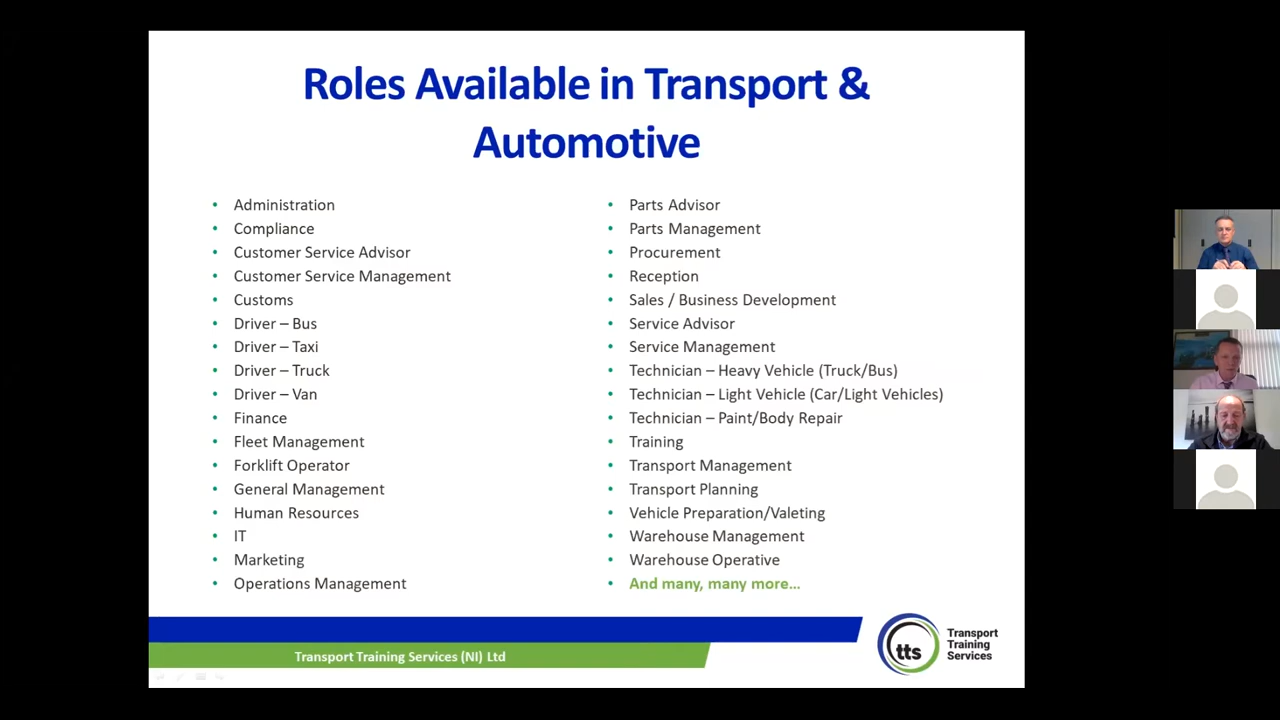 Roles Available in Transport &
Automotive
• Administration
• Compliance
• Customer Service Advisor
• Customer Service Management
• Customs
• Driver – Bus
• Driver – Taxi
• Driver – Truck
• Driver – Van
• Finance
• Fleet Management
• Forklift Operator
• General Management
• Human Resources
• IT
• Marketing
• Operations Management
• Parts Advisor
• Parts Management
• Procurement
• Reception
• Sales / Business Development
• Service Advisor
• Service Management
• Technician – Heavy Vehicle (Truck/Bus)
• Technician – Light Vehicle (Car/Light Vehicles)
• Technician – Paint/Body Repair
• Training
• Transport Management
• Transport Planning
• Vehicle Preparation/Valeting
• Warehouse Management
• Warehouse Operative
• And many, many more...
Transport Training Services (NI) Ltd
tts
Transport
Training
Services